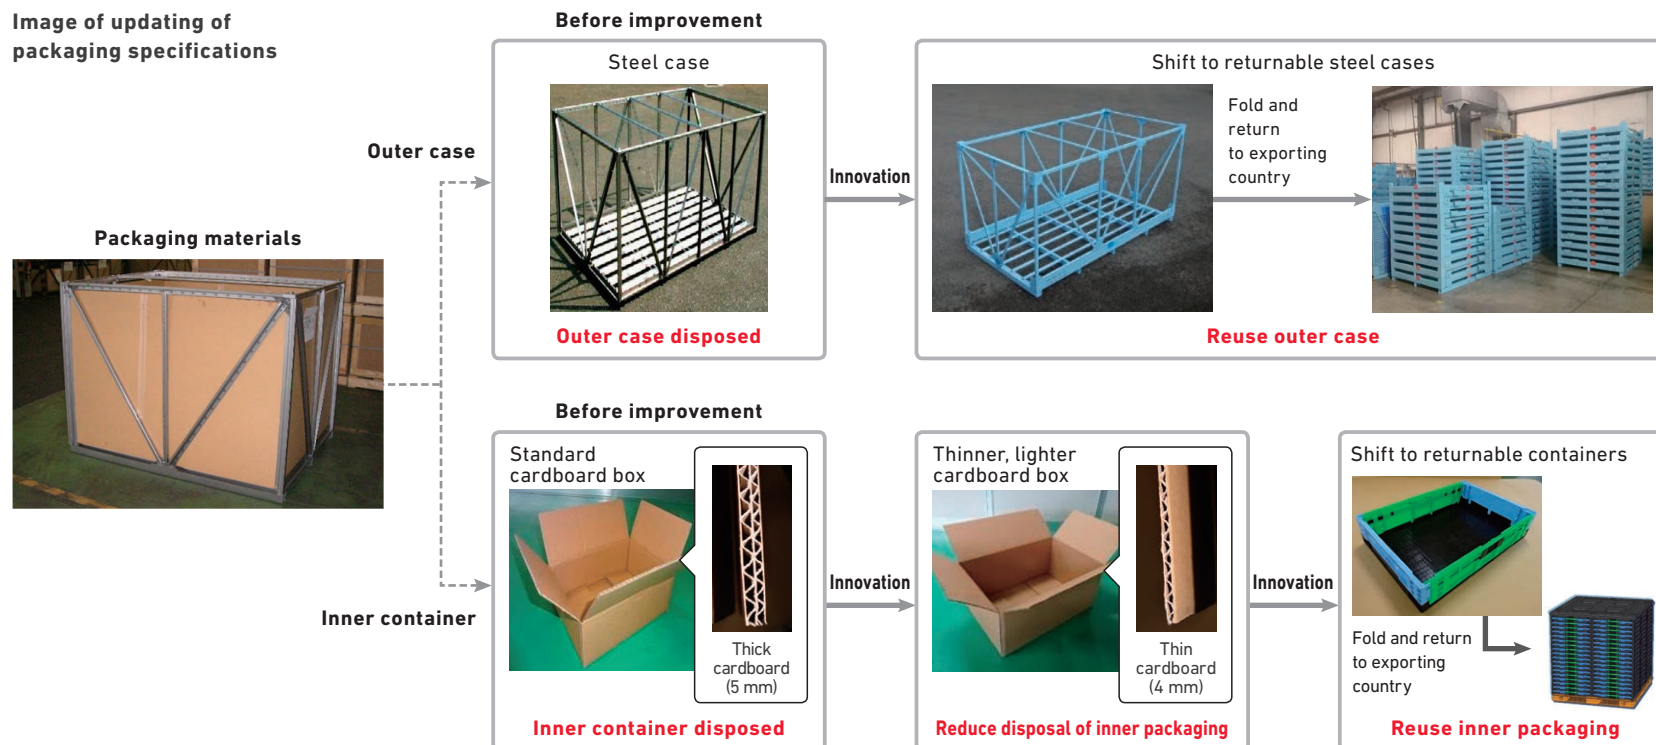 Image of updating of
packaging specifications
Packaging materials
Outer case
Inner container
Before improvement
Steel case
Outer case disposed
Innovation
Shift to returnable steel cases
Fold and
return
to exporting
country
Reuse outer case
Before improvement
Standard
cardboard box
Thick
cardboard
(5 mm)
Inner container disposed
Innovation
Thinner, lighter
cardboard box
Thin
cardboard
(4 mm)
Reduce disposal of inner packaging
Innovation
Shift to returnable containers
Fold and return
to exporting
country
Reuse inner packaging